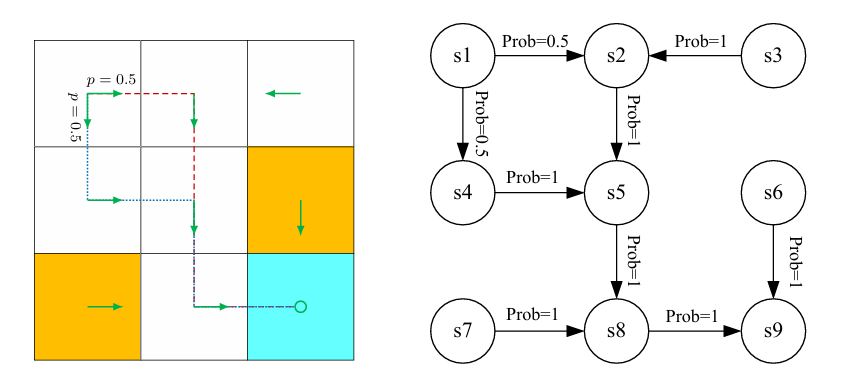 p = 0.5
p = 0.5
s1
Prob=0.5
s2
Prob=1
s3
Prob=0.5
Prob=1
s4
Prob=1
s5
s6
Prob=1
Prob=1
s7
Prob=1
s8
Prob=1
s9